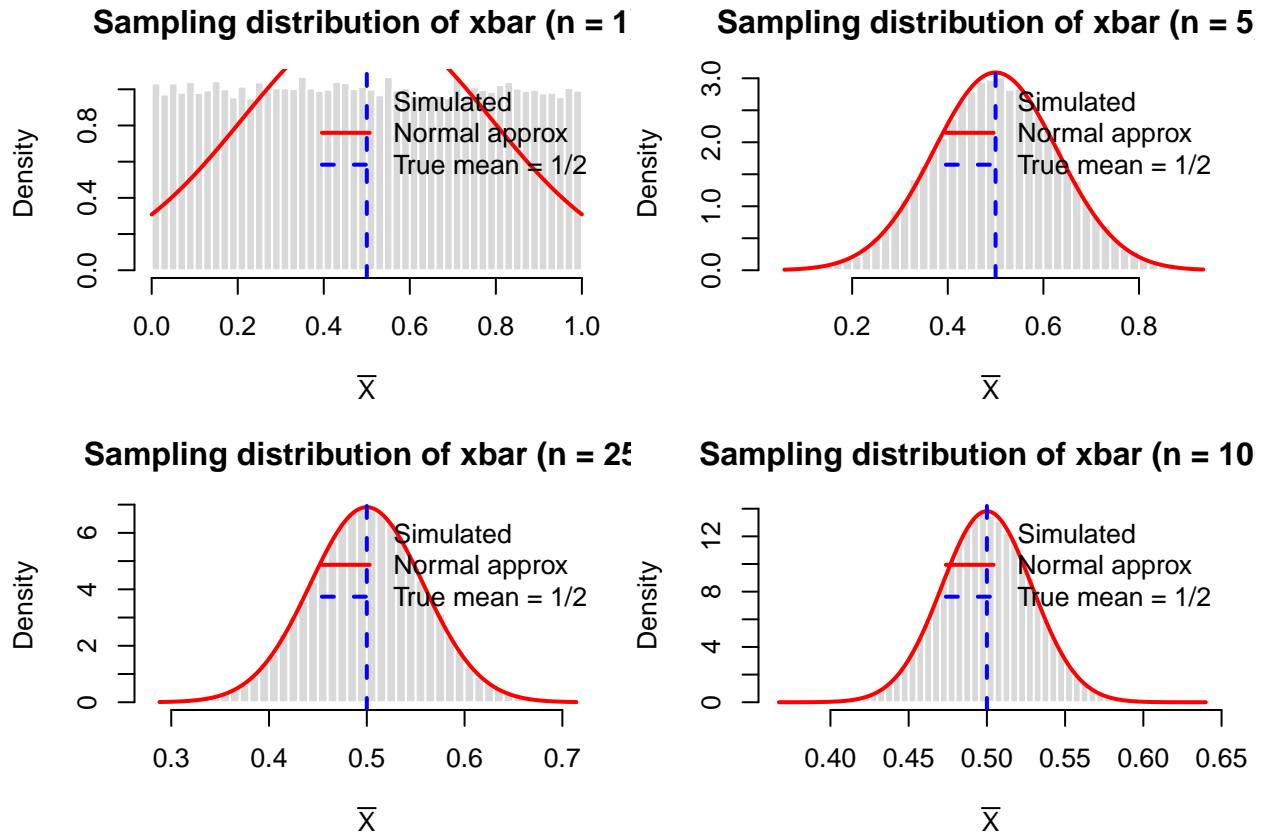 Sampling distribution of xbar (n = 1
Density
0.0
0.4
0.8
Simulated
Normal approx
True mean = 1/2
0.0 0.2 0.4 0.6 0.8 1.0
X
Sampling distribution of xbar (n = 5
Density
0.0
1.0
2.0
3.0
Simulated
Normal approx
True mean = 1/2
0.2 0.4 0.6 0.8
X
Sampling distribution of xbar (n = 25
Density
0
2
4
6
Simulated
Normal approx
True mean = 1/2
0.3 0.4 0.5 0.6 0.7
X
Sampling distribution of xbar (n = 10
Density
0
4
8
12
Simulated
Normal approx
True mean = 1/2
0.40 0.45 0.50 0.55 0.60 0.65
X